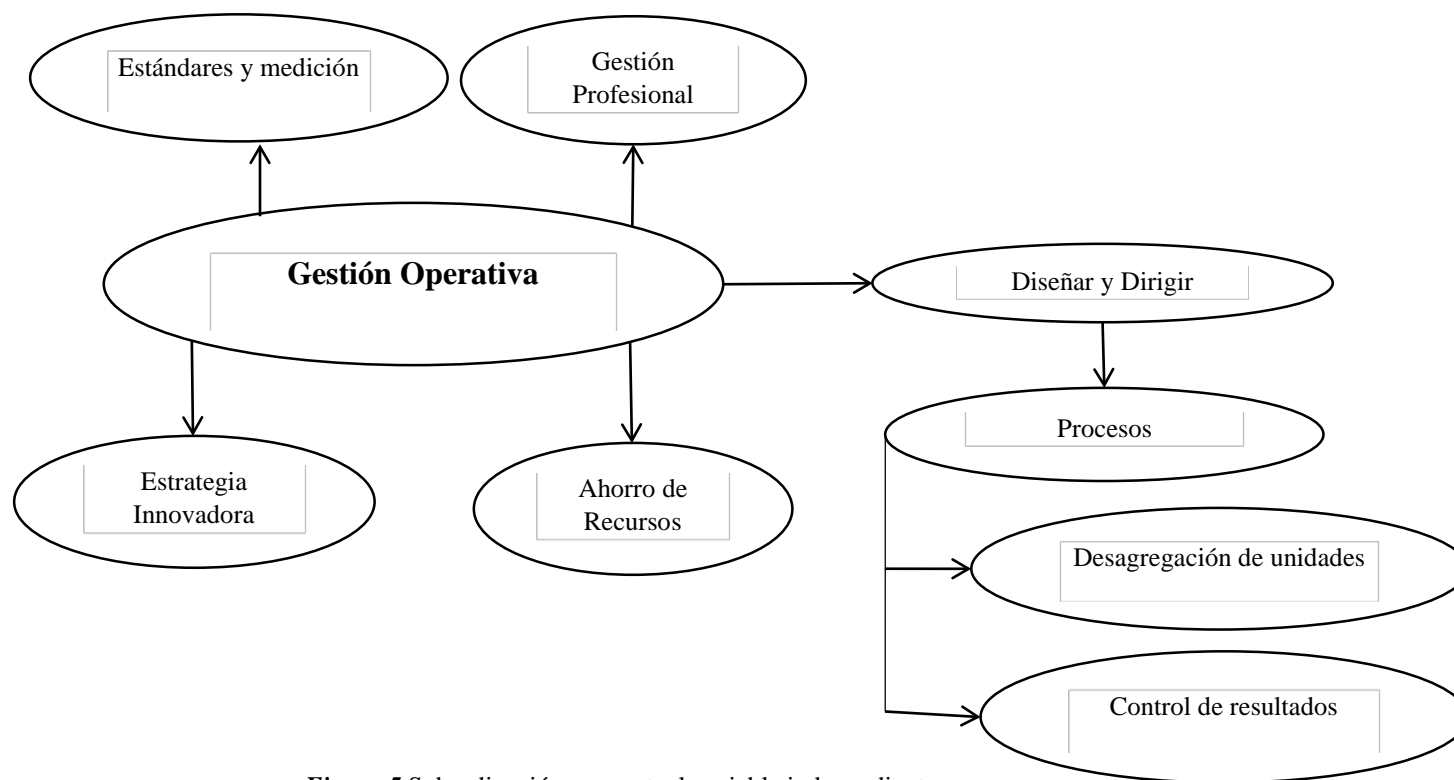 Estándares y medición
Gestión
Profesional
Gestión Operativa
Diseñar y Dirigir
Procesos
Estrategia
Innovadora
Ahorro de
Recursos
Desagregación de unidades
Control de resultados